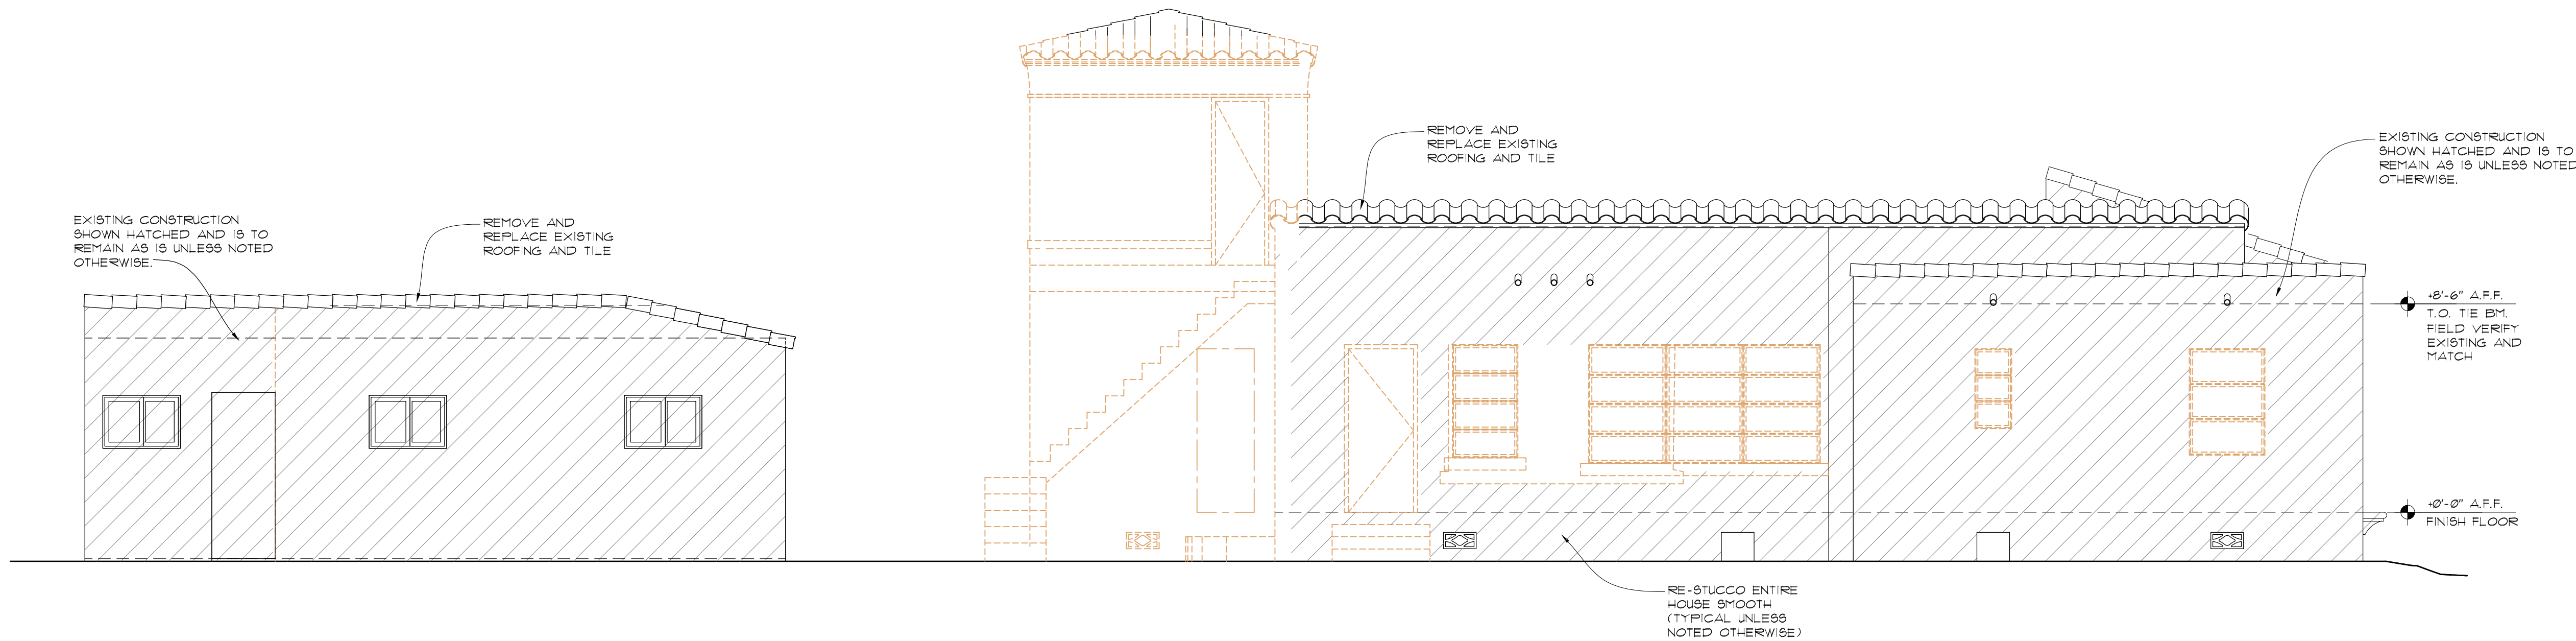 REMOVE AND
REPLACE EXISTING
ROOFING AND TILE
EXISTING CONSTRUCTION
SHOWN HATCHED AND IS TO
REMAIN AS IS UNLESS NOTED
OTHERWISE.
EXISTING CONSTRUCTION
SHOWN HATCHED AND IS TO
REMAIN AS IS UNLESS NOTED
OTHERWISE.
REMOVE AND
REPLACE EXISTING
ROOFING AND TILE
+8'-6" A.F.F.
T.O. TIE BM.
FIELD VERIFY
EXISTING AND
MATCH
+0'-0" A.F.F.
FINISH FLOOR
RE-STUCCO ENTIRE
HOUSE SMOOTH
(TYPICAL UNLESS
NOTED OTHERWISE)